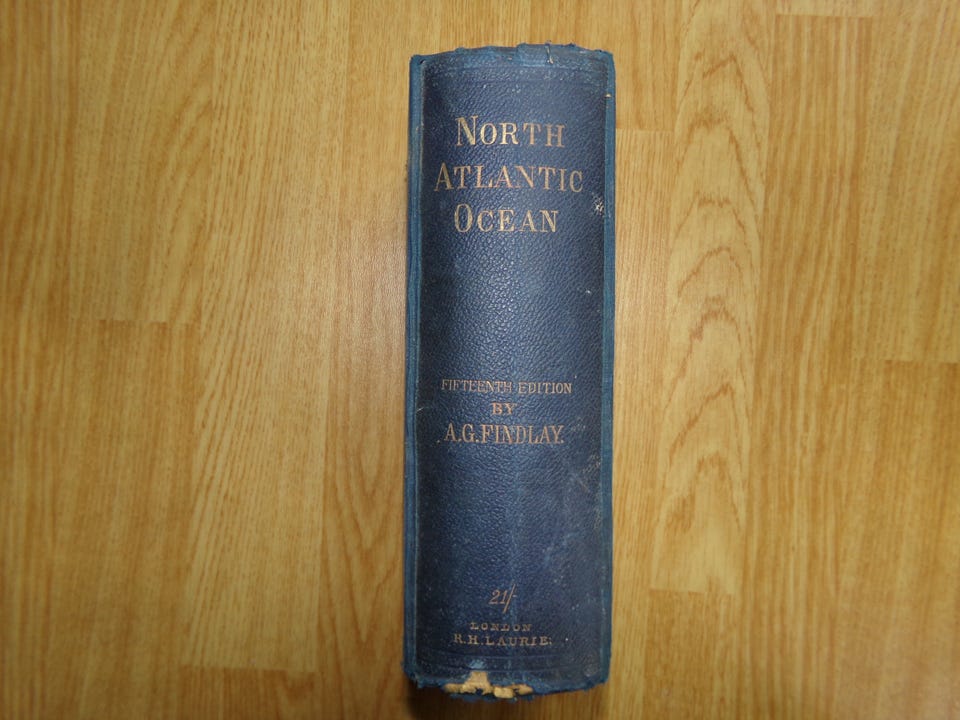 NORTH
ATLANTIC
OCEAN
FIFTEENTH EDITION
BY
A.G.FINDLAY.
21/-
LONDON
R.H.LAURIE.